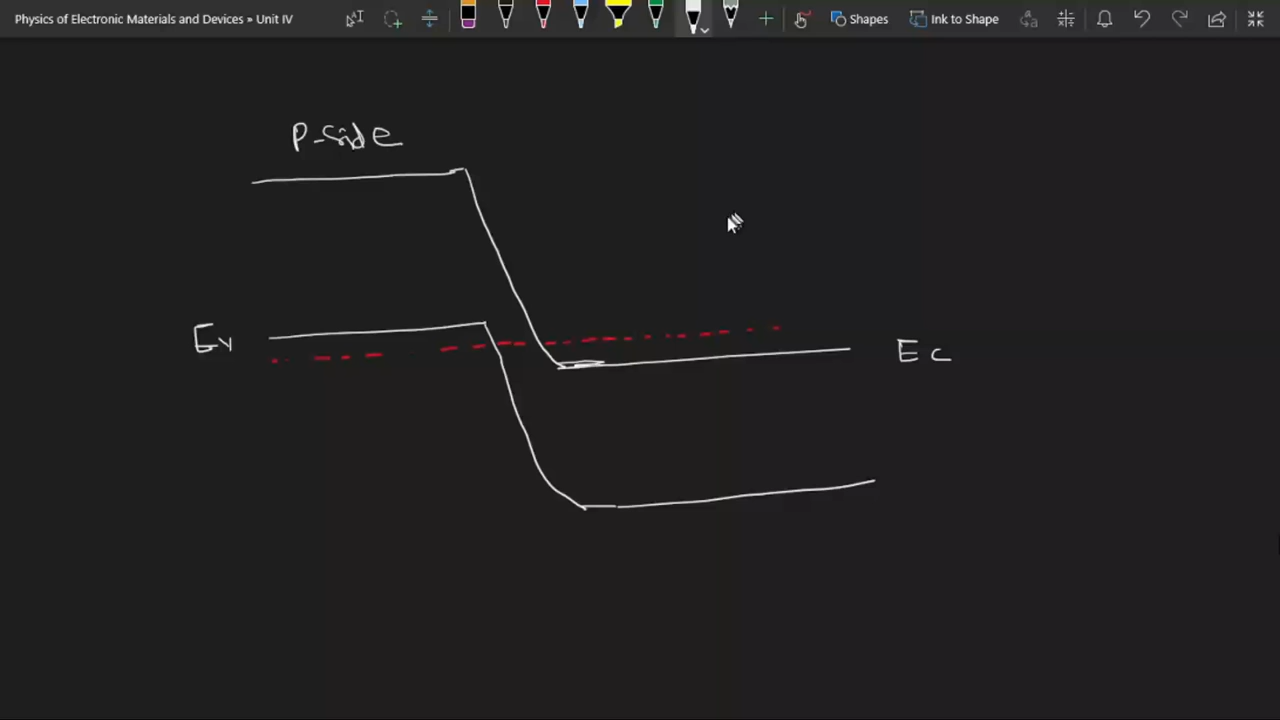 Physics of Electronic Materials and Devices » Unit IV
Shapes
Ink to Shape
P-side
Ev
Ec